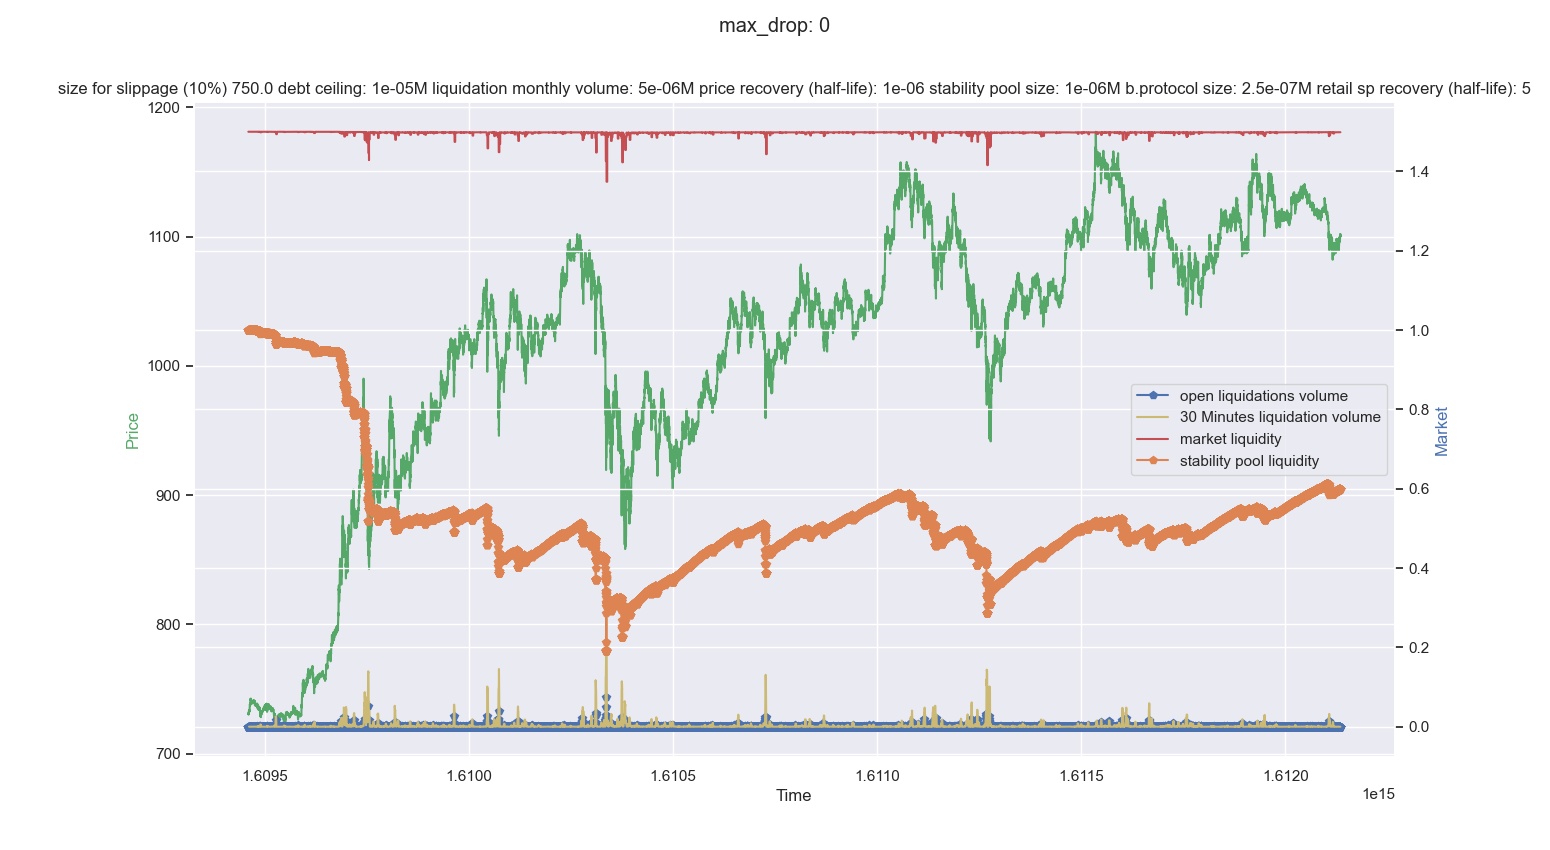 max_drop: 0
size for slippage (10%) 750.0 debt ceiling: 1e-05M liquidation monthly volume: 5e-06M price recovery (half-life): 1e-06 stability pool size: 1e-06M b.protocol size: 2.5e-07M retail sp recovery (half-life): 5
1200
1100
1000
900
800
700
Price
1.4
1.2
1.0
0.8
0.6
0.4
0.2
0.0
Market
open liquidations volume
30 Minutes liquidation volume
market liquidity
stability pool liquidity
1.6095 1.6100 1.6105 1.6110 1.6115 1.6120
Time
1e15